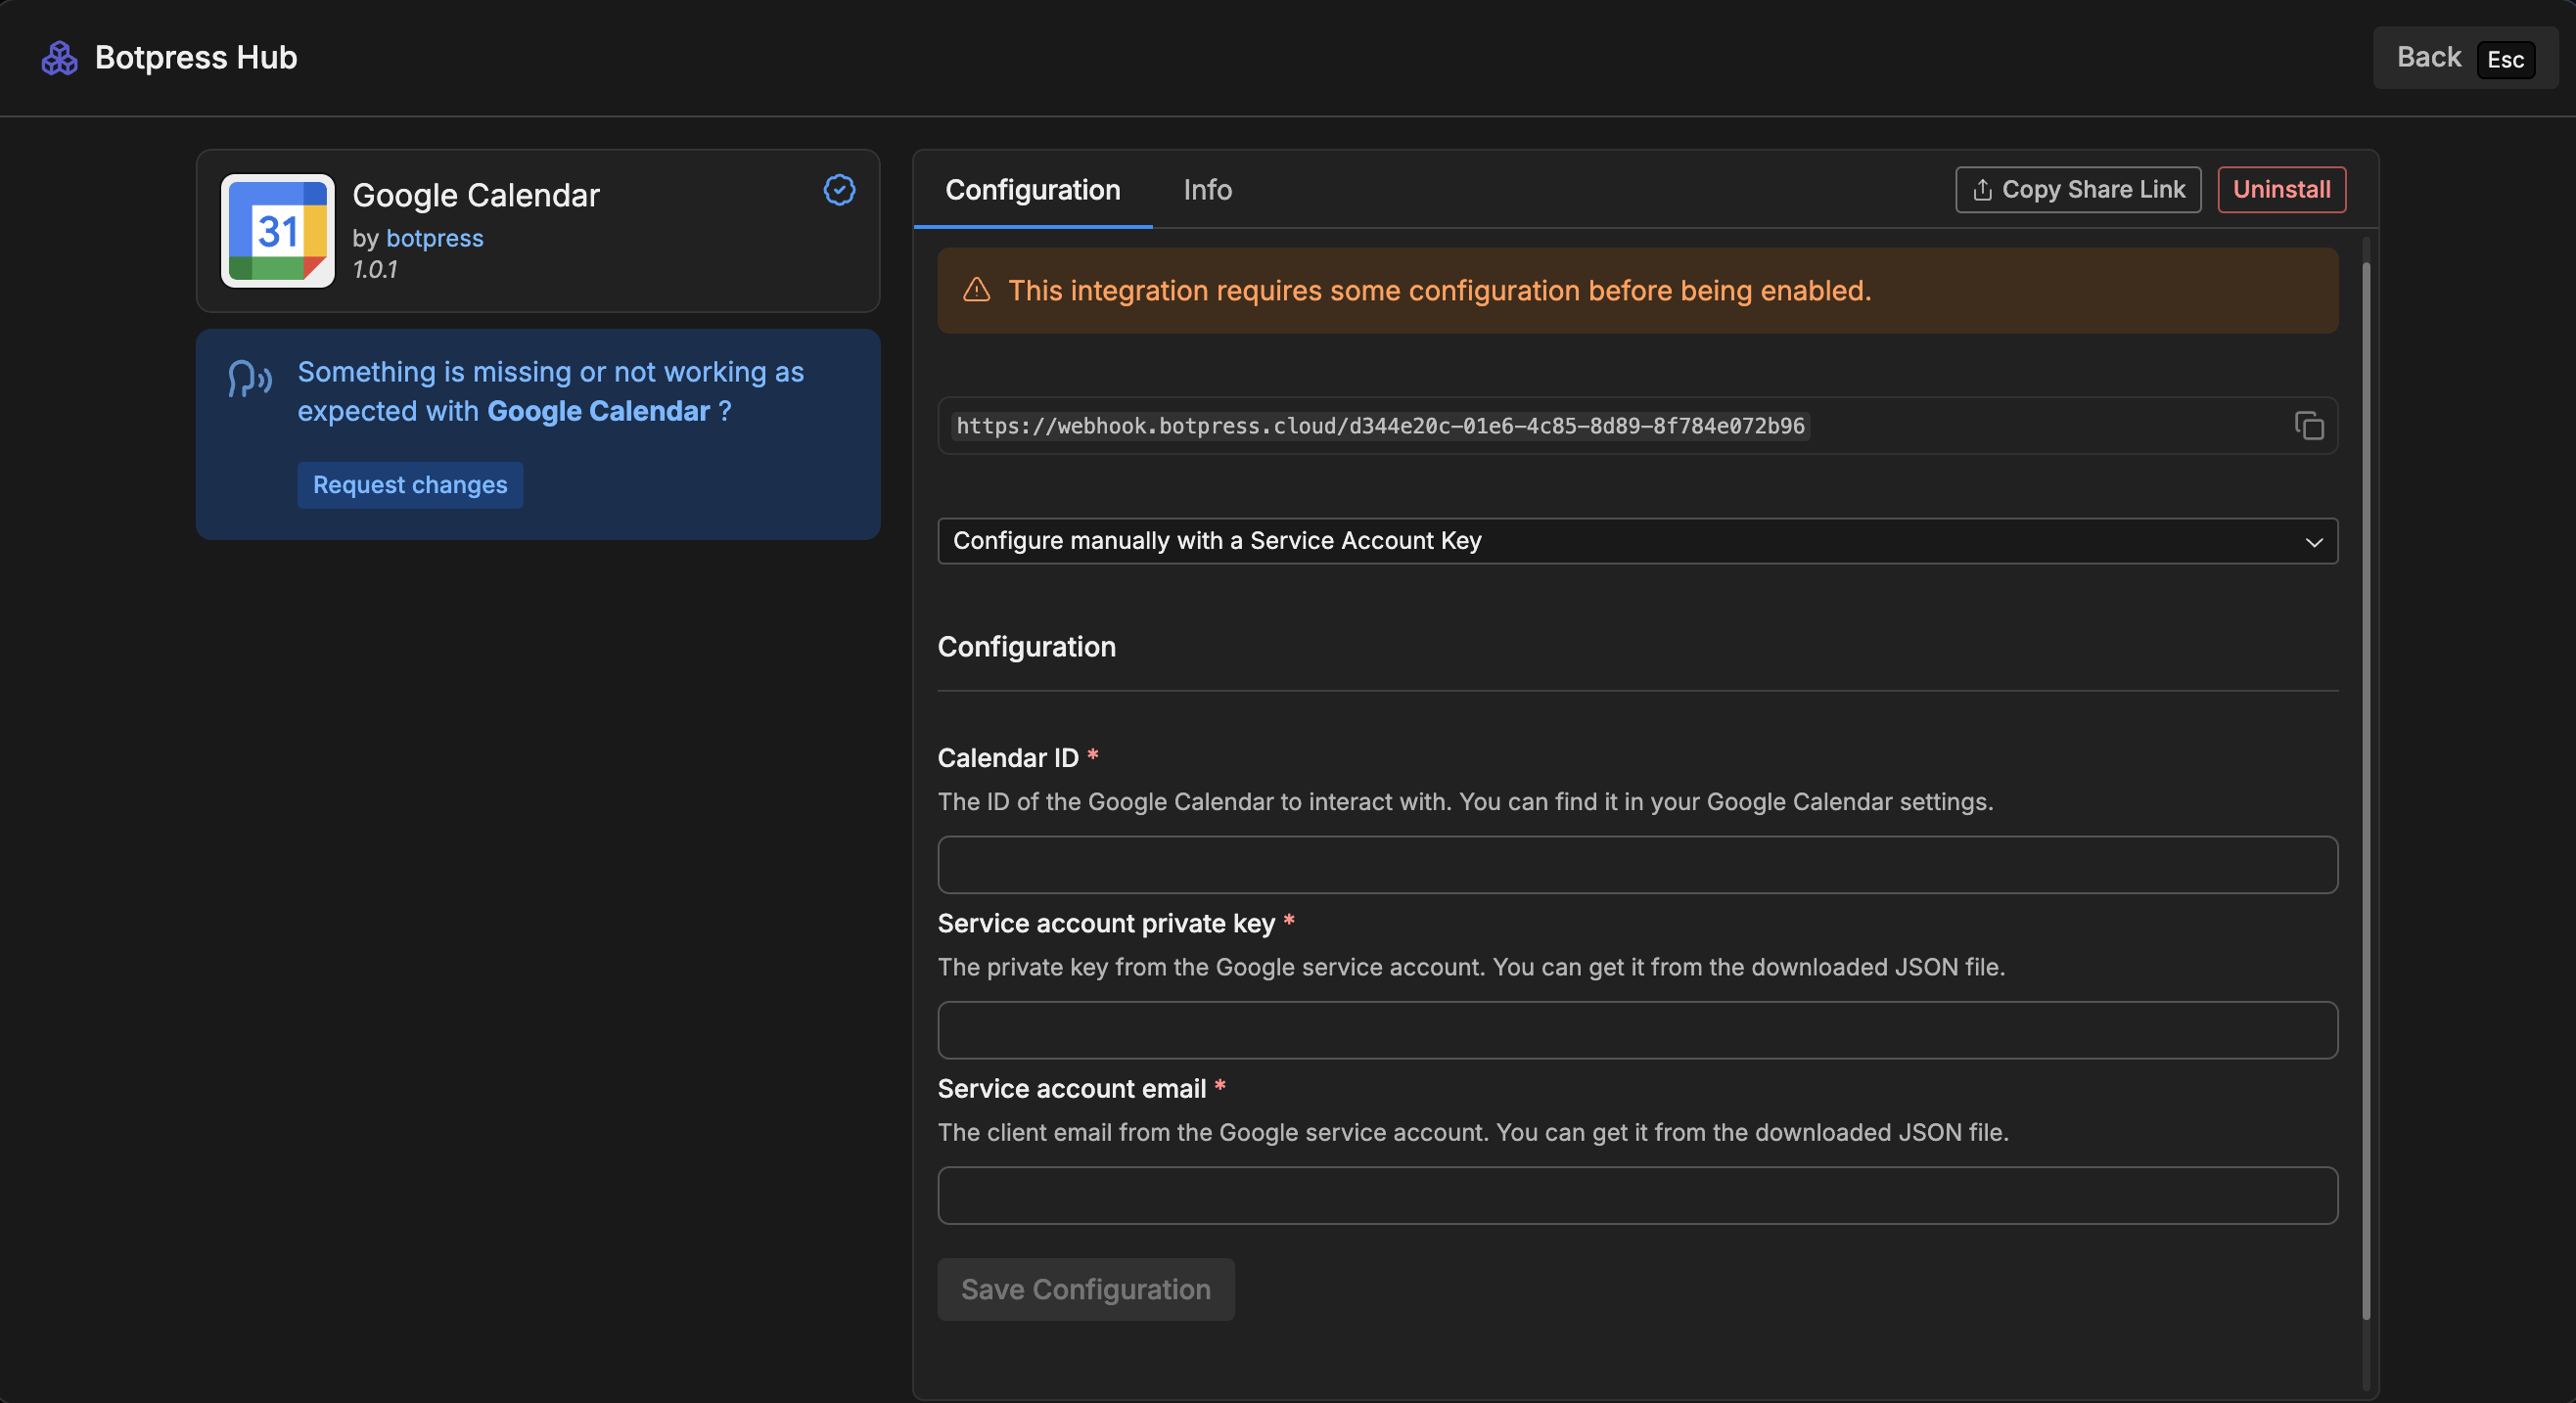 Botpress Hub
Back Esc
31
Google Calendar
by botpress
1.0.1
Something is missing or not working as
expected with Google Calendar ?
Request changes
Configuration
Info
Copy Share Link
Uninstall
This integration requires some configuration before being enabled.
https://webhook.botpress.cloud/d344e20c-01e6-4c85-8d89-8f784e072b96
Configure manually with a Service Account Key
Configuration
Calendar ID *
The ID of the Google Calendar to interact with. You can find it in your Google Calendar settings.
Service account private key *
The private key from the Google service account. You can get it from the downloaded JSON file.
Service account email *
The client email from the Google service account. You can get it from the downloaded JSON file.
Save Configuration